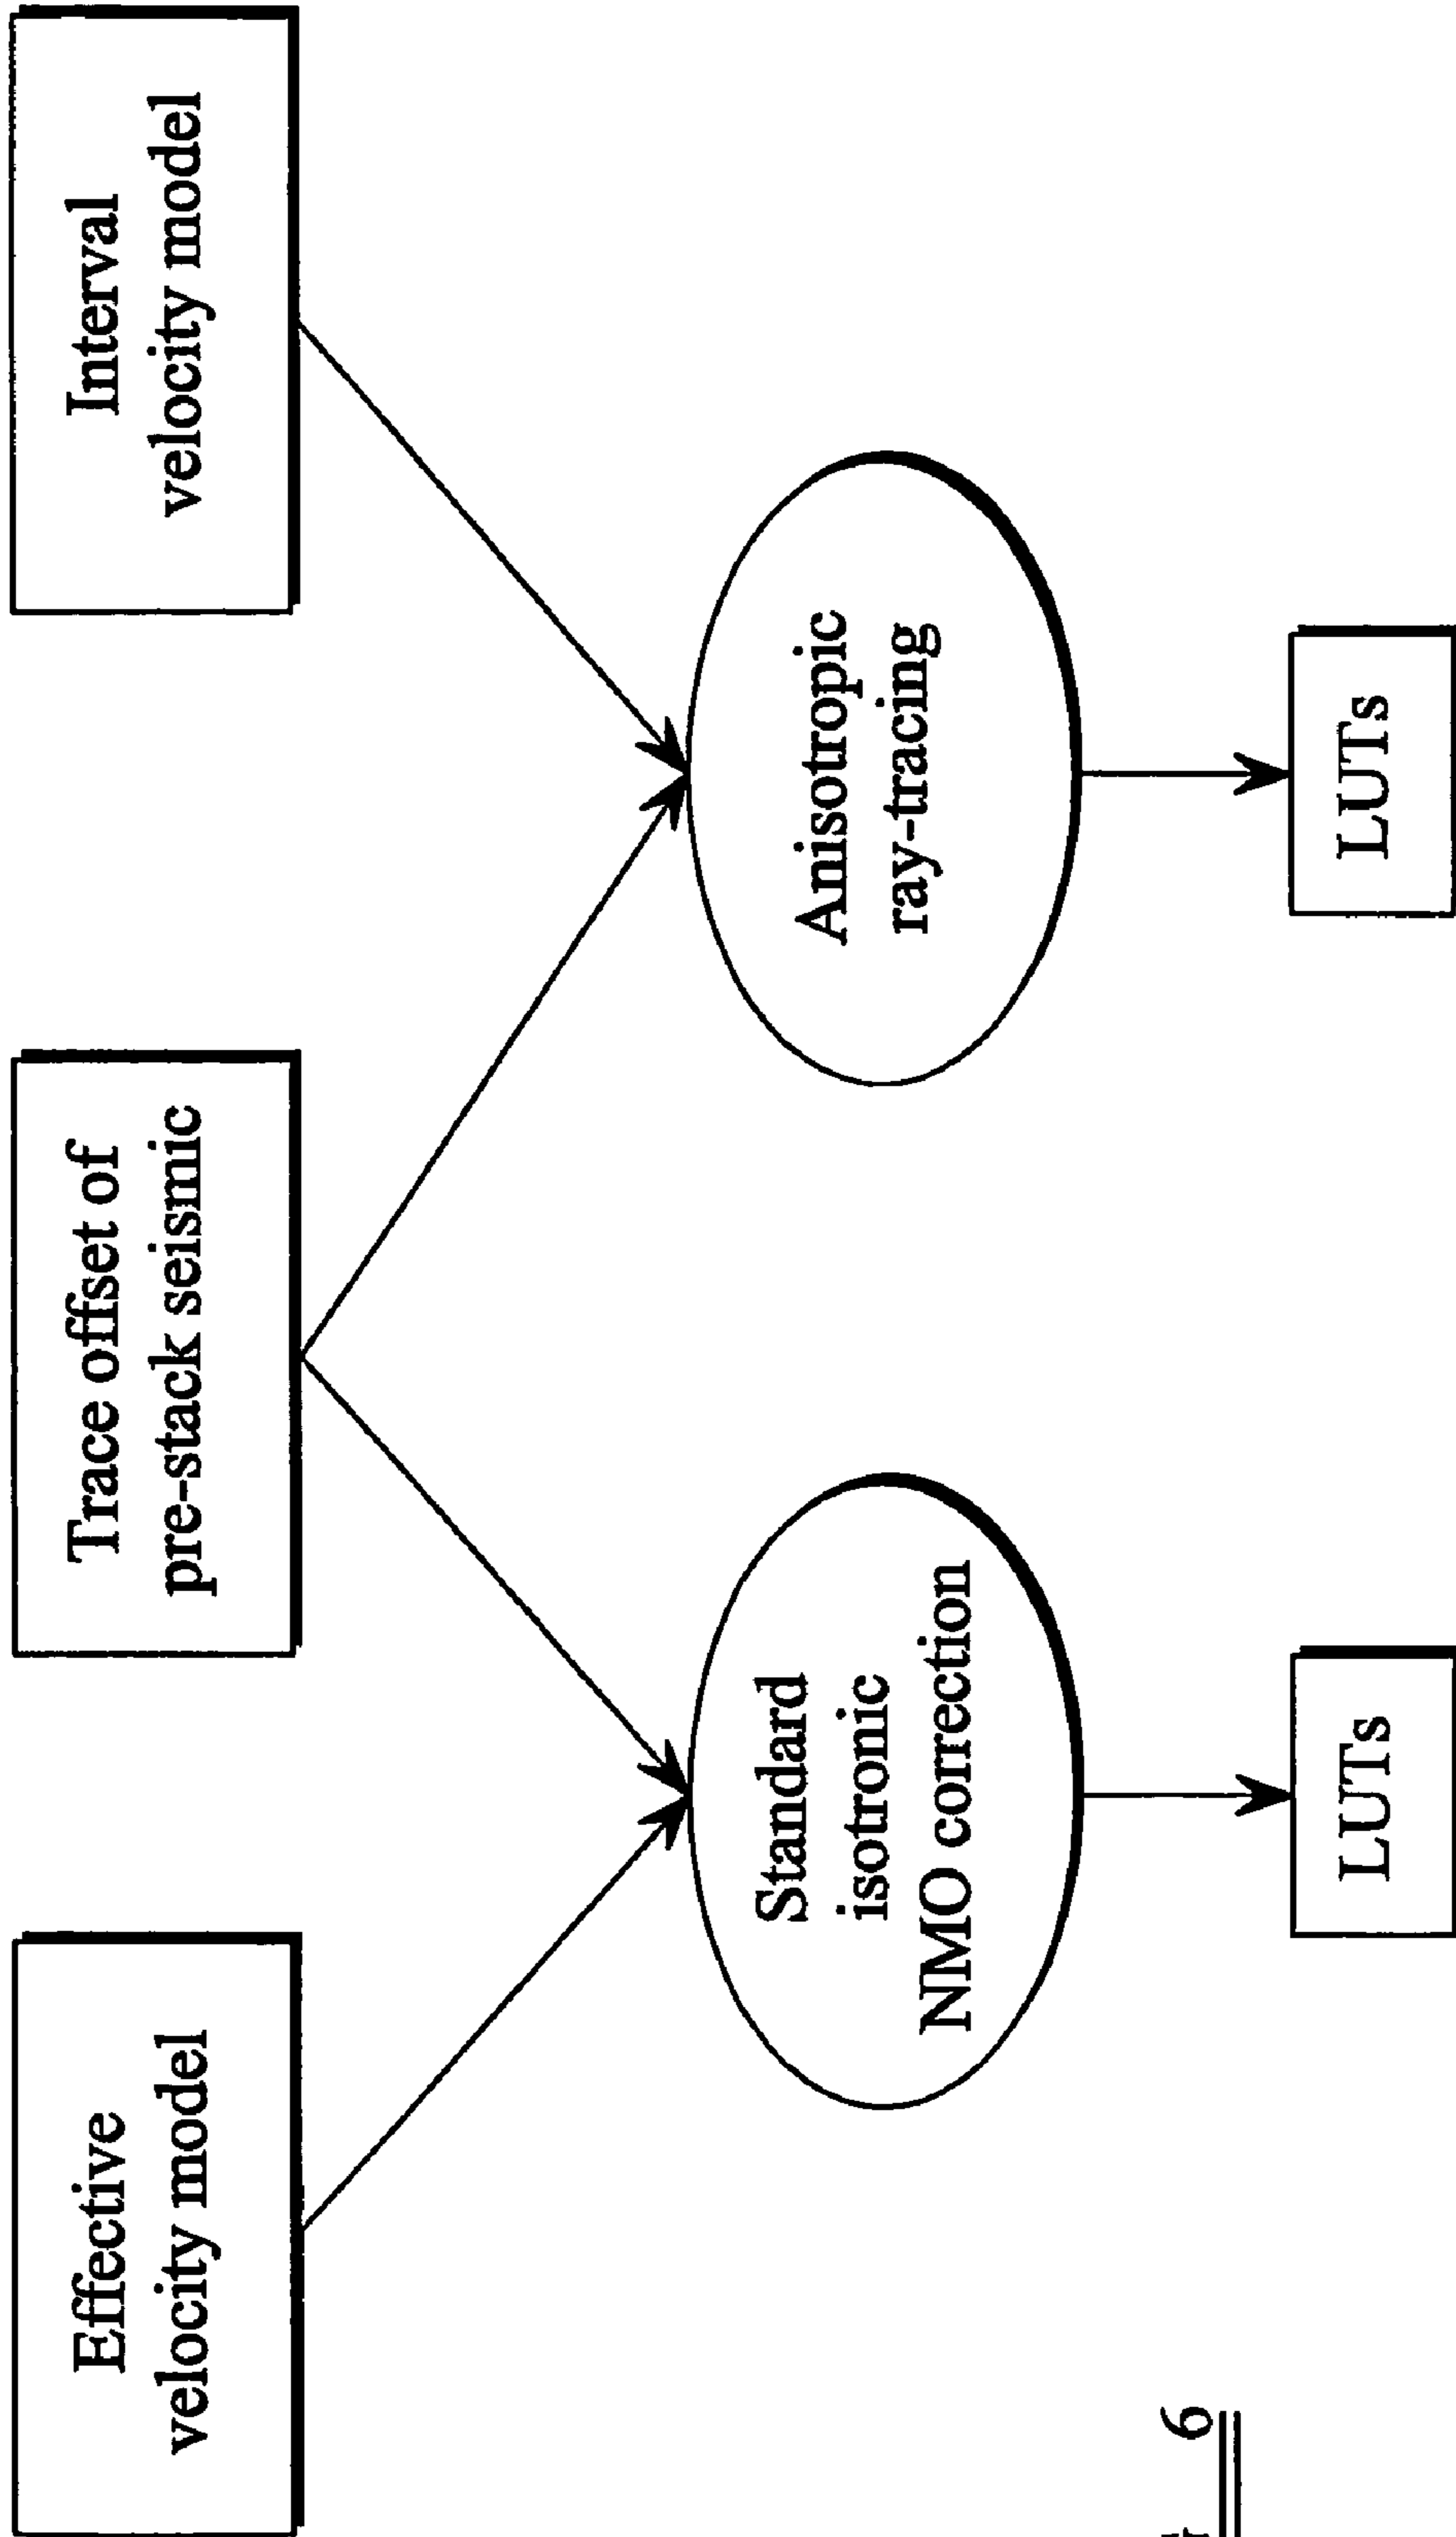 Effective
velocity model
Trace offset of
pre-stack seismic
Interval
velocity model
Standard
isotronic
NMO correction
Anisotropic
ray-tracing
LUTs
LUTs
6